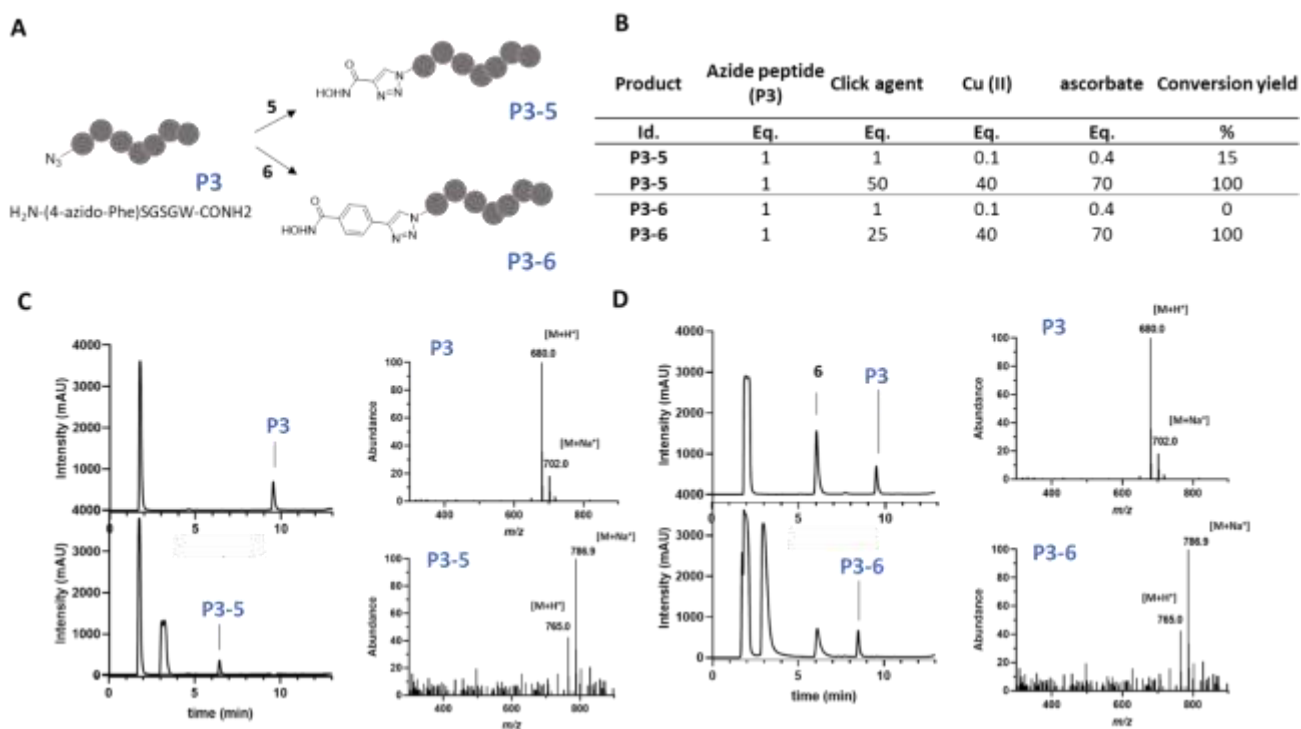 A
O
HOHN
N
N=N
P3-5
5
N3
P3
6
H2N-(4-azido-Phe)SGSGW-CONH2
O
HOHN
N
N=N
P3-6
B
Product Azide peptide (P3) Click agent Cu (II) ascorbate Conversion yield
Id. Eq. Eq. Eq. Eq. %
P3-5 1 1 0.1 0.4 15
P3-5 1 50 40 70 100
P3-6 1 1 0.1 0.4 0
P3-6 1 25 40 70 100
C
Intensity (mAU)
4000
3000
2000
1000
4000
P3
0 5 10
Intensity (mAU)
3000
2000
1000
0
P3-5
0 5 10
time (min)
P3
[M+H+]
680.0
[M+Na+]
702.0
Abundance
100
80
60
40
20
0
400 600 800
m/z
P3-5
[M+Na+]
786.9
[M+H+]
765.0
Abundance
100
80
60
40
20
0
400 600 800
m/z
D
Intensity (mAU)
4000
3000
2000
1000
4000
6
P3
0 5 10
Intensity (mAU)
3000
2000
1000
0
P3-6
0 5 10
time (min)
P3
[M+H+]
680.0
[M+Na+]
702.0
Abundance
100
80
60
40
20
0
400 600 800
m/z
P3-6
[M+Na+]
786.9
[M+H+]
765.0
Abundance
100
80
60
40
20
0
400 600 800
m/z